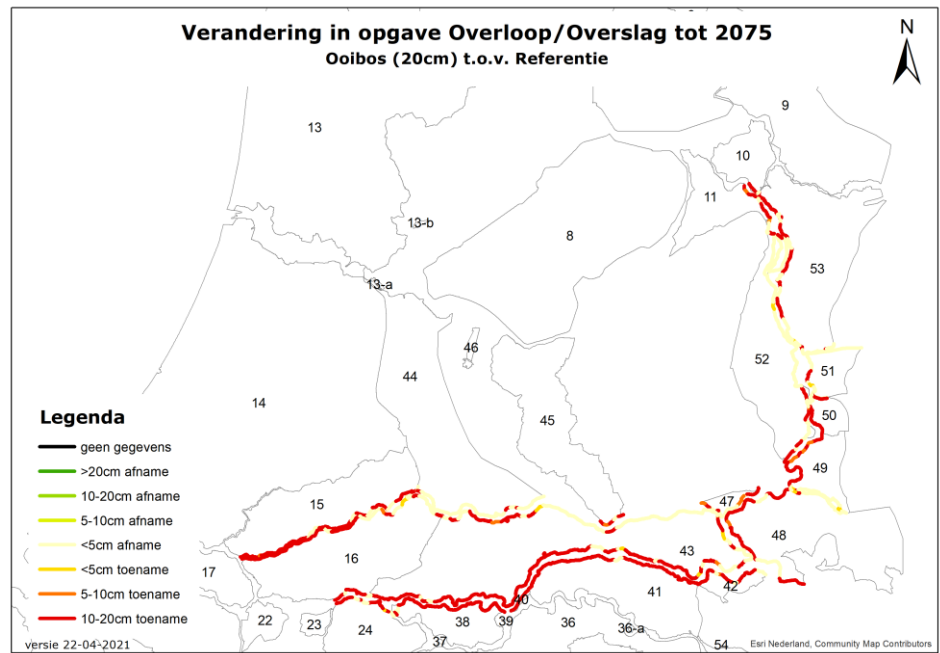 Verandering in opgave Overloop/Overslag tot 2075
Ooibos (20cm) t.o.v. Referentie
N
9
13
10
11
13-b
8
53
13-a
46
52
44
51
14
45
50
Legenda
geen gegevens
>20cm afname
10-20cm afname
5-10cm afname
<5cm afname
<5cm toename
5-10cm toename
10-20cm toename
49
15
47
48
16
43
17
42
41
40
22
23
24
38
39
36
36-a
37
54
versie 22-04-2021
Esri Nederland, Community Map Contributors